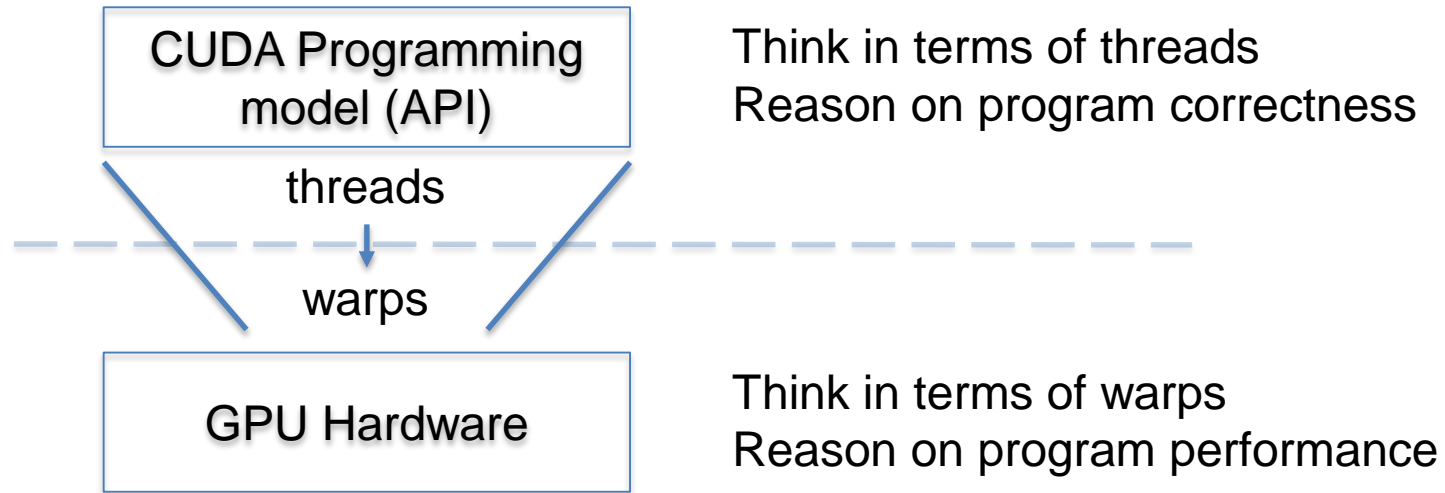 CUDA Programming
model (API)
Think in terms of threads
Reason on program correctness
threads
warps
GPU Hardware
Think in terms of warps
Reason on program performance